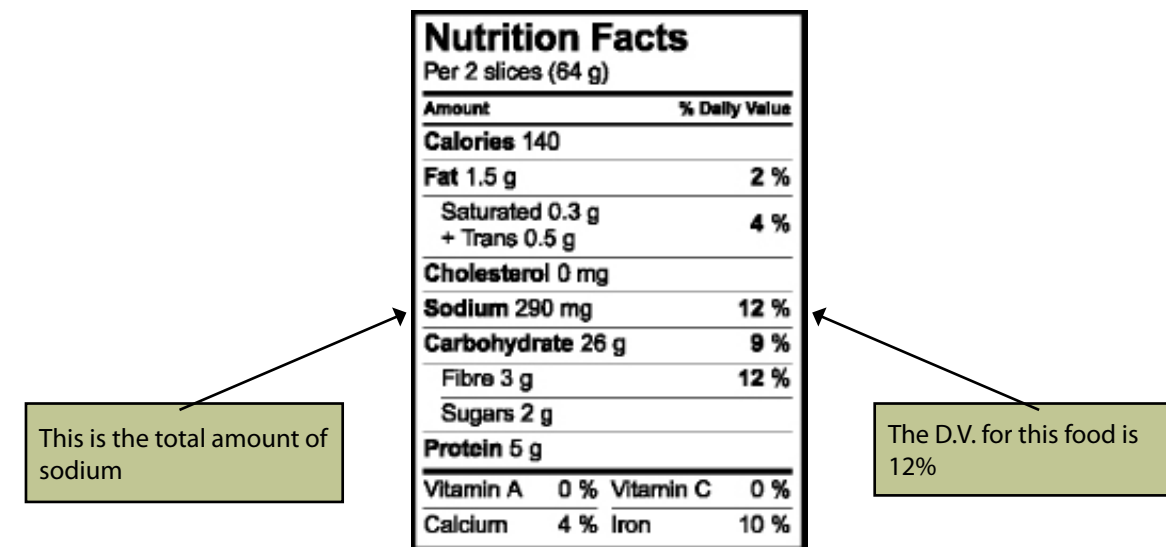 Nutrition Facts
Per 2 slices (64 g)
Amount % Daily Value
Calories 140
Fat 1.5 g 2 %
Saturated 0.3 g
+ Trans 0.5 g 4 %
Cholesterol 0 mg
Sodium 290 mg 12 %
Carbohydrate 26 g 9 %
Fibre 3 g 12 %
Sugars 2 g
Protein 5 g
Vitamin A 0 % Vitamin C 0 %
Calcium 4 % Iron 10 %
This is the total amount of
sodium
The D.V. for this food is
12%